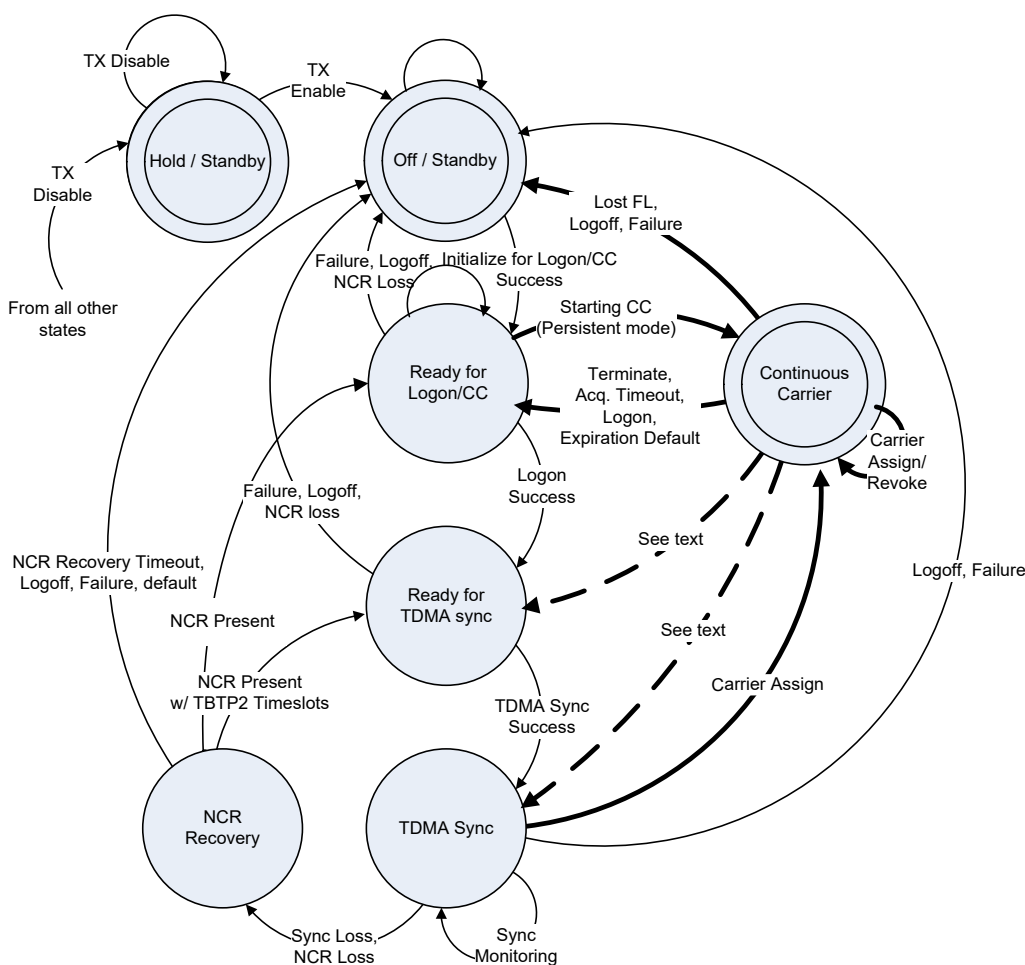 TX Disable
TX
Enable
Hold / Standby
Off / Standby
TX
Disable
From all other
states
Lost FL,
Logoff, Failure
Failure, Logoff,
NCR Loss
Initialize for Logon/CC
Success
Starting CC
(Persistent mode)
Ready for
Logon/CC
Continuous
Carrier
Terminate,
Acq. Timeout,
Logon,
Expiration Default
Carrier
Assign/
Revoke
Logon
Success
Failure, Logoff,
NCR loss
See text
NCR Recovery Timeout,
Logoff, Failure, default
Logoff, Failure
Ready for
TDMA sync
NCR Present
See text
NCR Present
w/ TBTP2 Timeslots
Carrier Assign
TDMA Sync
Success
NCR
Recovery
TDMA Sync
Sync Loss,
NCR Loss
Sync
Monitoring